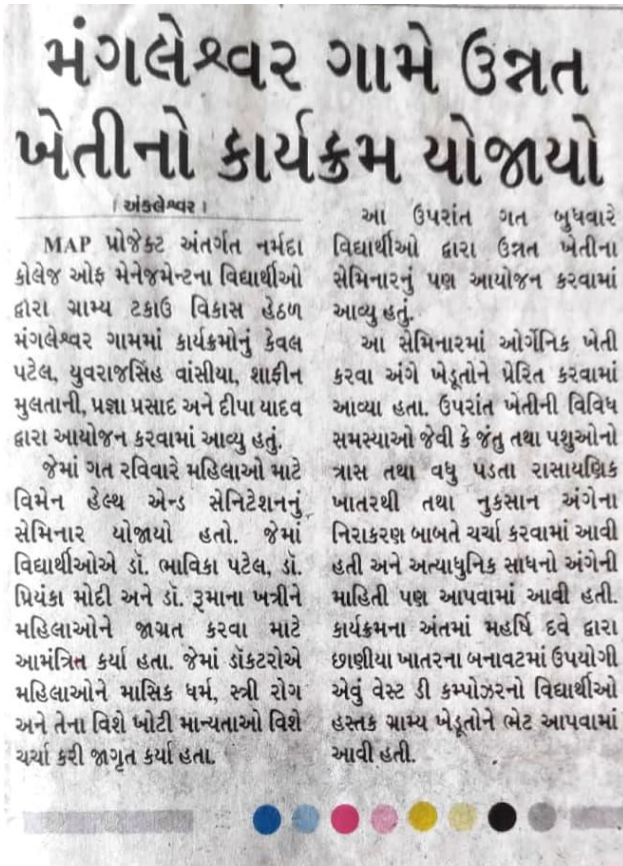 મંગલેશ્વર ગામે ઉન્નત
ખેતીનો કાર્યક્રમ યોજાયો
। અંકલેશ્વર ।
MAP પ્રોજેક્ટ અંતર્ગત નર્મદા
કોલેજ ઓફ મેનેજમેન્ટના વિદ્યાર્થીઓ
દ્વારા ગ્રામ્ય ટકાઉ વિકાસ હેઠળ
મંગલેશ્વર ગામમાં કાર્યક્રમોનું કેવલ
પટેલ, યુવરાજસિંહ વાંસીયા, શાફીન
મુલતાની, પ્રજ્ઞા પ્રસાદ અને દીપા યાદવ
દ્વારા આયોજન કરવામાં આવ્યુ હતું.
જેમાં ગત રવિવારે મહિલાઓ માટે
વિમેન હેલ્થ એન્ડ સેનિટેશનનું
સેમિનાર યોજાયો હતો. જેમાં
વિદ્યાર્થીઓએ ડૉ. ભાવિકા પટેલ, ડૉ.
પ્રિયંકા મોદી અને ડૉ. રૂમાના ખત્રીને
મહિલાઓને જાગ્રત કરવા માટે
આમંત્રિત કર્યા હતા. જેમાં ડૉક્ટરોએ
મહિલાઓને માસિક ધર્મ, સ્ત્રી રોગ
અને તેના વિશે ખોટી માન્યતાઓ વિશે
ચર્ચા કરી જાગૃત કર્યા હતા.
આ ઉપરાંત ગત બુધવારે
વિદ્યાર્થીઓ દ્વારા ઉન્નત ખેતીના
સેમિનારનું પણ આયોજન કરવામાં
આવ્યુ હતું.
આ સેમિનારમાં ઓર્ગેનિક ખેતી
કરવા અંગે ખેડૂતોને પ્રેરિત કરવામાં
આવ્યા હતા. ઉપરાંત ખેતીની વિવિધ
સમસ્યાઓ જેવી કે જંતુ તથા પશુઓનો
ત્રાસ તથા વધુ પડતા રાસાયણિક
ખાતરથી તથા નુકસાન અંગેના
નિરાકરણ બાબતે ચર્ચા કરવામાં આવી
હતી અને અત્યાધુનિક સાધનો અંગેની
માહિતી પણ આપવામાં આવી હતી.
કાર્યક્રમના અંતમાં મહર્ષિ દવે દ્વારા
છાણીયા ખાતરના બનાવટમાં ઉપયોગી
એવું વેસ્ટ ડી કમ્પોઝરનો વિદ્યાર્થીઓ
હસ્તક ગ્રામ્ય ખેડૂતોને ભેટ આપવામાં
આવી હતી.